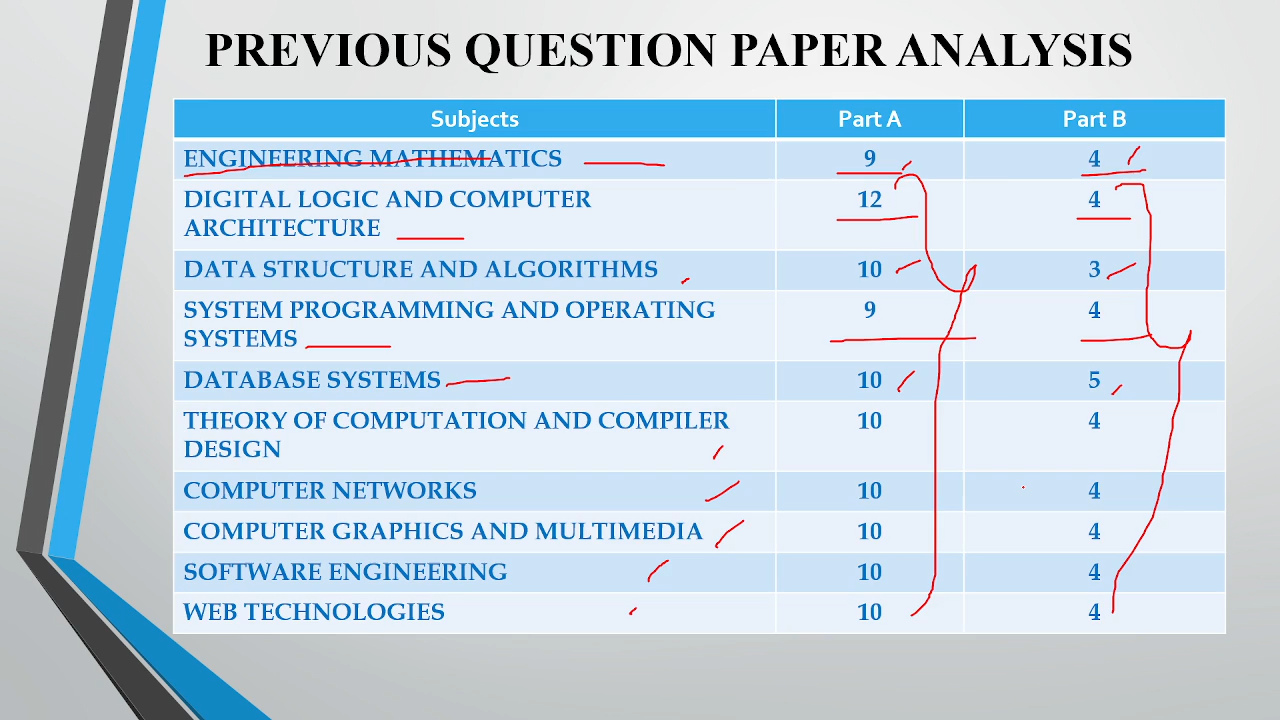 PREVIOUS QUESTION PAPER ANALYSIS
Subjects Part A Part B
ENGINEERING MATHEMATICS 9 4
DIGITAL LOGIC AND COMPUTER 12 4
ARCHITECTURE
DATA STRUCTURE AND ALGORITHMS 10 3
SYSTEM PROGRAMMING AND OPERATING 9 4
SYSTEMS
DATABASE SYSTEMS 10 5
THEORY OF COMPUTATION AND COMPILER 10 4
DESIGN
COMPUTER NETWORKS 10 4
COMPUTER GRAPHICS AND MULTIMEDIA 10 4
SOFTWARE ENGINEERING 10 4
WEB TECHNOLOGIES 10 4